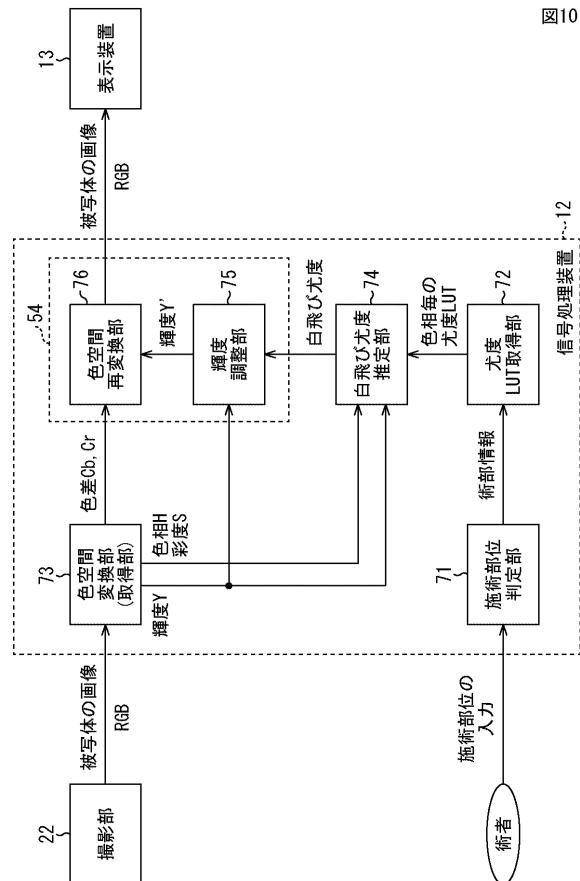 図10
22
撮影部
被写体の画像
RGB
73
色空間
変換部
(取得部)
色差Cb, Cr
色相H
彩度S
輝度Y
54
76
色空間
再変換部
輝度Y'
75
輝度
調整部
白飛び尤度
74
白飛び尤度
推定部
色相毎の
尤度LUT
72
尤度
LUT取得部
術部情報
71
施術部位
判定部
施術部位の
入力
術者
12
信号処理装置
被写体の画像
RGB
13
表示装置